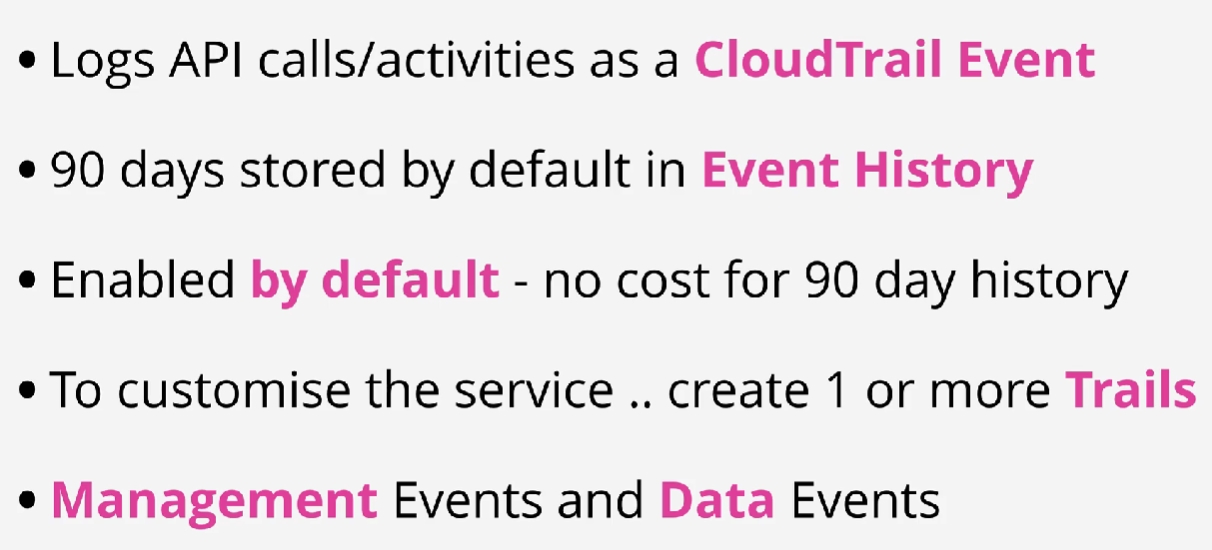 • Logs API calls/activities as a CloudTrail Event
• 90 days stored by default in Event History
• Enabled by default - no cost for 90 day history
• To customise the service .. create 1 or more Trails
• Management Events and Data Events